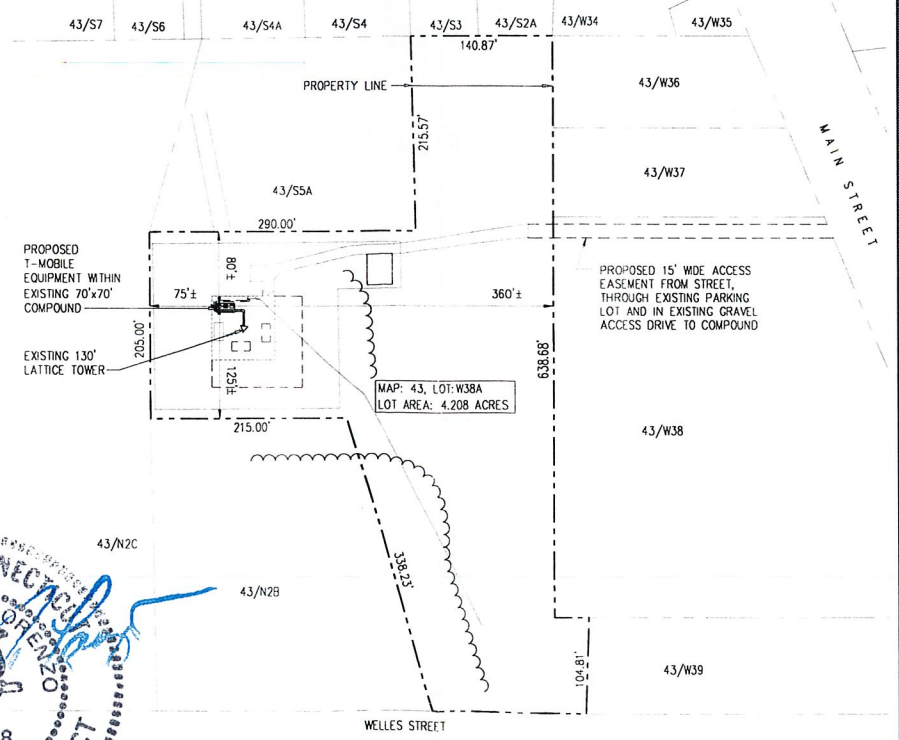 43/S7
43/S6
43/S4A
43/S4
43/S3
43/S2A
43/W34
43/W35
140.87'
PROPERTY LINE
43/W36
215.57'
MAIN STREET
43/W37
43/S5A
290.00'
PROPOSED
T-MOBILE
EQUIPMENT WITHIN
EXISTING 70'x70'
COMPOUND
80'±
75'±
360'±
PROPOSED 15' WIDE ACCESS
EASEMENT FROM STREET,
THROUGH EXISTING PARKING
LOT AND IN EXISTING GRAVEL
ACCESS DRIVE TO COMPOUND
205.00'
EXISTING 130'
LATTICE TOWER
125'±
638.68'
MAP: 43, LOT:W38A
LOT AREA: 4.208 ACRES
215.00'
43/W38
43/N2C
338.23'
43/N2B
104.81'
43/W39
WELLES STREET